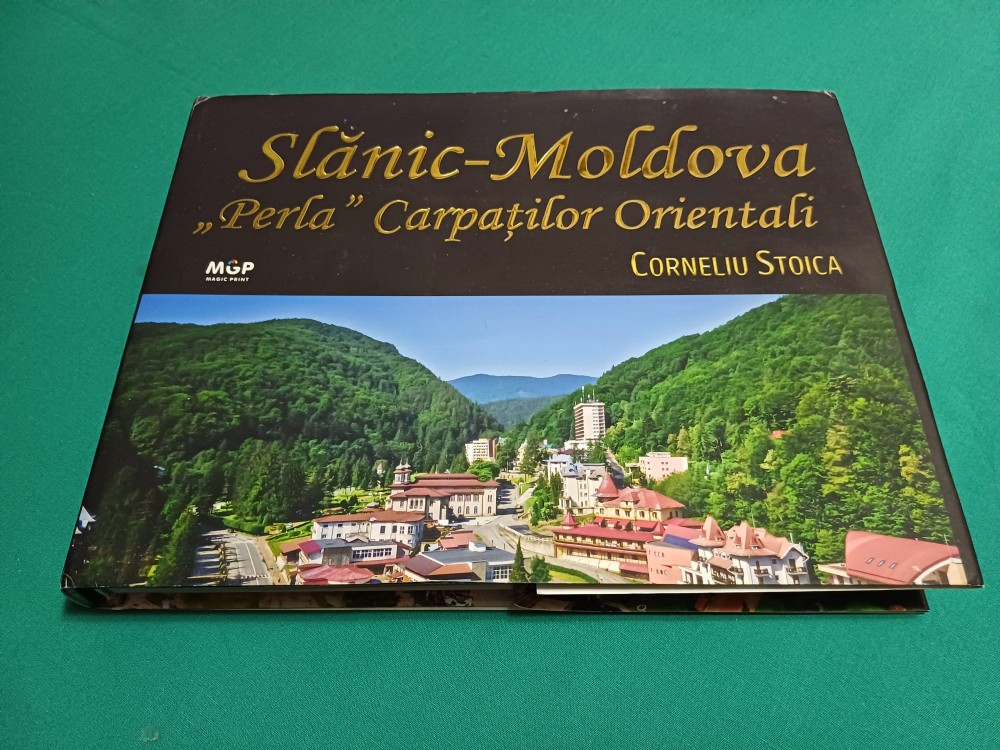 Slănic-Moldova
„Perla” Carpaților Orientali
CORNELIU STOICA
MGP
MAGIC PRINT